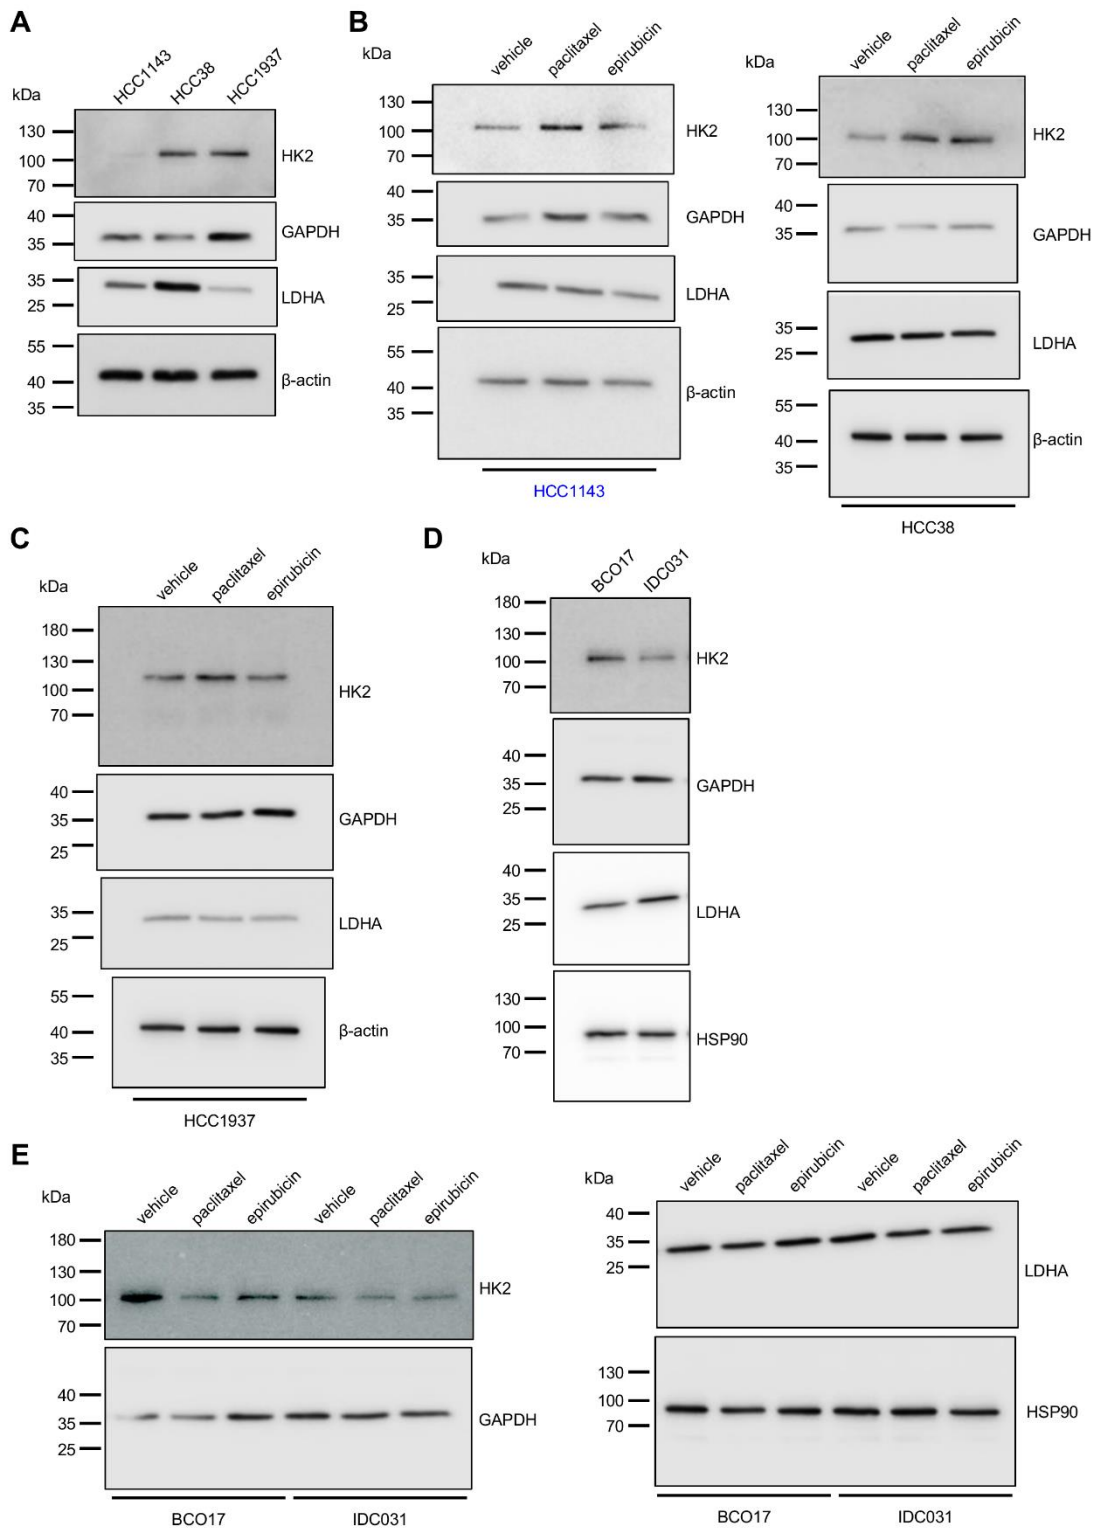 A
kDa
HCC1143
HCC38
HCC1937
130
100
70
HK2
40
35
GAPDH
35
25
LDHA
55
40
35
β-actin
B
kDa
vehicle
paclitaxel
epirubicin
130
100
70
HK2
40
35
GAPDH
35
25
LDHA
55
40
35
β-actin
HCC1143
kDa
vehicle
paclitaxel
epirubicin
130
100
70
HK2
40
35
GAPDH
35
25
LDHA
55
40
35
β-actin
HCC38
C
kDa
vehicle
paclitaxel
epirubicin
180
130
100
70
HK2
40
35
25
GAPDH
35
25
LDHA
55
40
35
β-actin
HCC1937
D
kDa
BCO17
IDC031
180
130
100
70
HK2
40
35
25
GAPDH
40
35
25
LDHA
130
100
70
HSP90
E
kDa
vehicle
paclitaxel
epirubicin
vehicle
paclitaxel
epirubicin
180
130
100
70
HK2
40
35
25
GAPDH
BCO17
IDC031
kDa
vehicle
paclitaxel
epirubicin
vehicle
paclitaxel
epirubicin
40
35
25
LDHA
130
100
70
HSP90
BCO17
IDC031